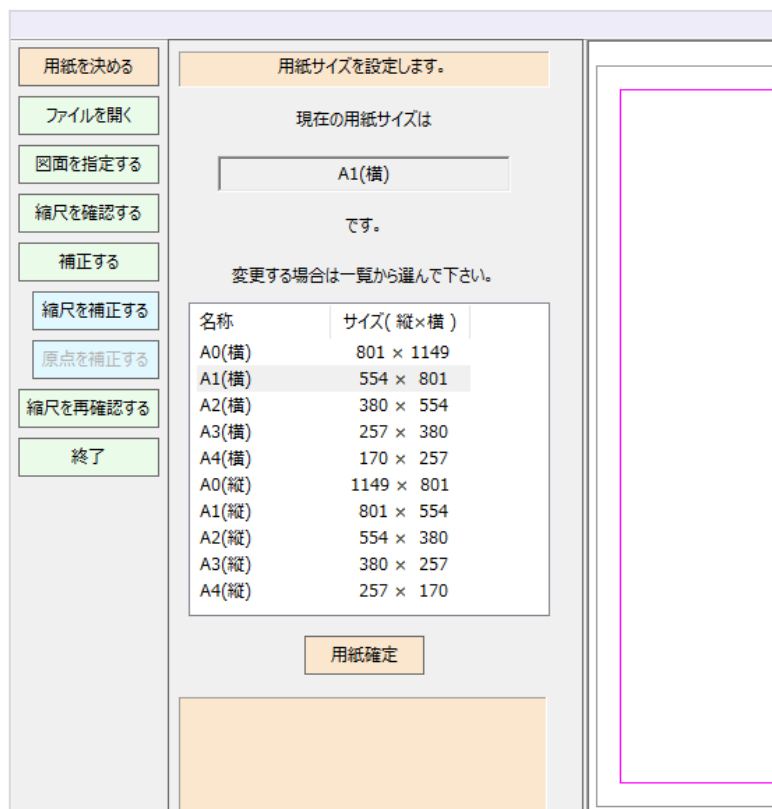 用紙を決める
ファイルを開く
図面を指定する
縮尺を確認する
補正する
縮尺を補正する
原点を補正する
縮尺を再確認する
終了
用紙サイズを設定します。
現在の用紙サイズは
A1(横)
です。
変更する場合は一覧から選んで下さい。
名称 サイズ( 縦×横 )
A0(横) 801 × 1149
A1(横) 554 × 801
A2(横) 380 × 554
A3(横) 257 × 380
A4(横) 170 × 257
A0(縦) 1149 × 801
A1(縦) 801 × 554
A2(縦) 554 × 380
A3(縦) 380 × 257
A4(縦) 257 × 170
用紙確定